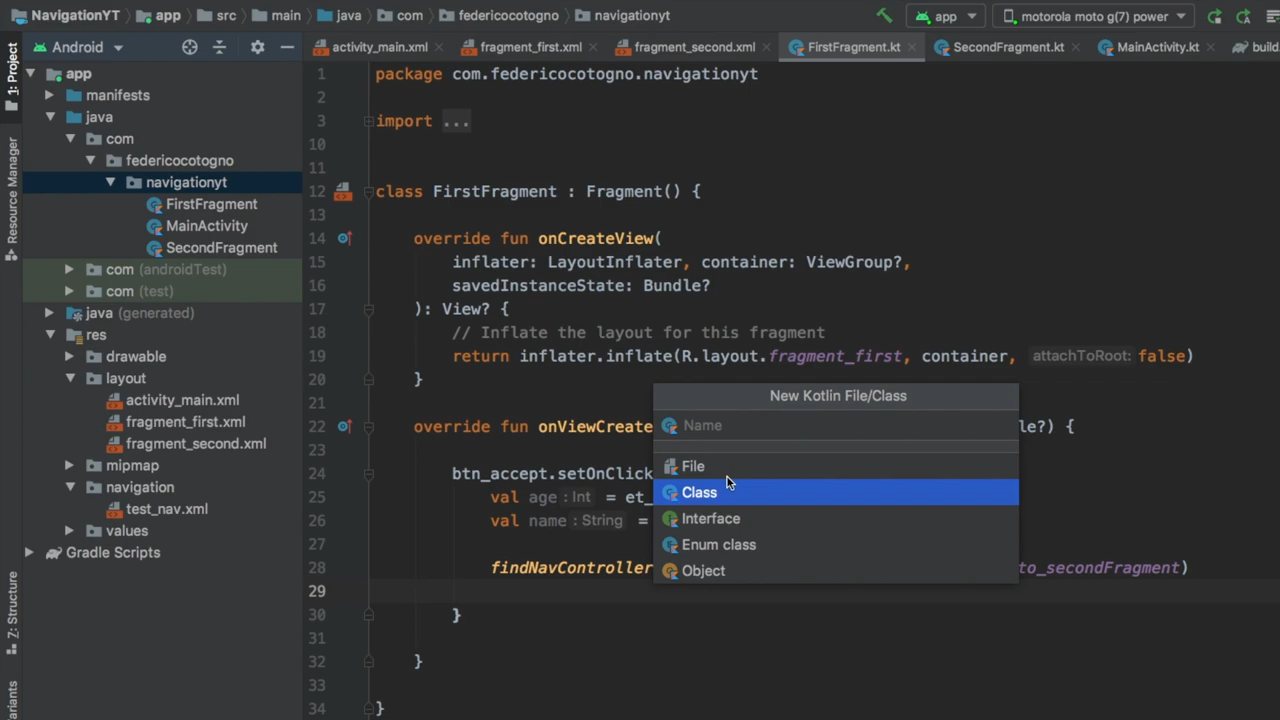 NavigationYT app src main java com federicocotogno navigationyt app motorola moto g(7) power
1: Project Android activity_main.xml fragment_first.xml fragment_second.xml FirstFragment.kt SecondFragment.kt MainActivity.kt build
Resource Manager
Z: Structure
app
manifests
java
com
federicocotogno
navigationyt
FirstFragment
MainActivity
SecondFragment
com (androidTest)
com (test)
java (generated)
res
drawable
layout
activity_main.xml
fragment_first.xml
fragment_second.xml
mipmap
navigation
test_nav.xml
values
Gradle Scripts
1 package com.federicocotogno.navigationyt
2
3 import ...
10
11
12 class FirstFragment : Fragment() {
13
14 override fun onCreateView(
15 inflater: LayoutInflater, container: ViewGroup?,
16 savedInstanceState: Bundle?
17 ): View? {
18 // Inflate the layout for this fragment
19 return inflater.inflate(R.layout.fragment_first, container, attachToRoot: false)
20 }
21
22 override fun onViewCreate le?) {
23
24 btn_accept.setOnClick
25 val age : Int = et_
26 val name : String =
27
28 findNavController to_secondFragment)
29
30 }
31
32 }
33
34 }
New Kotlin File/Class
Name
File
Class
Interface
Enum class
Object